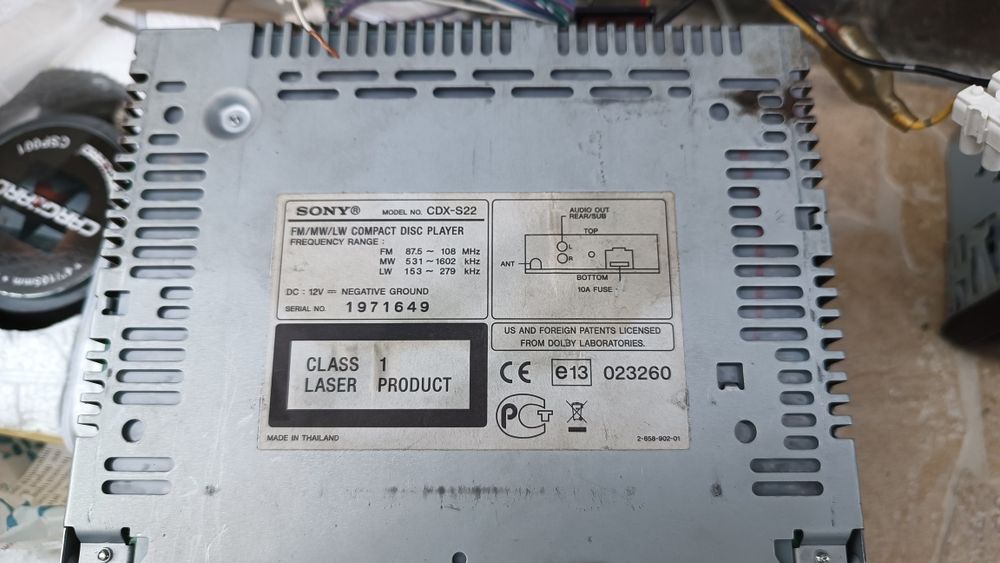 SONY® MODEL NO. CDX-S22
FM/MW/LW COMPACT DISC PLAYER
FREQUENCY RANGE :
FM 87.5 ~ 108 MHz
MW 531 ~ 1602 kHz
LW 153 ~ 279 kHz
DC : 12V ⎓ NEGATIVE GROUND
SERIAL NO. 1971649
AUDIO OUT
REAR/SUB
TOP
L
R
ANT
BOTTOM
10A FUSE
CLASS 1
LASER PRODUCT
US AND FOREIGN PATENTS LICENSED
FROM DOLBY LABORATORIES.
CE e13 023260
PCT
MADE IN THAILAND
2-658-902-01
CSP001